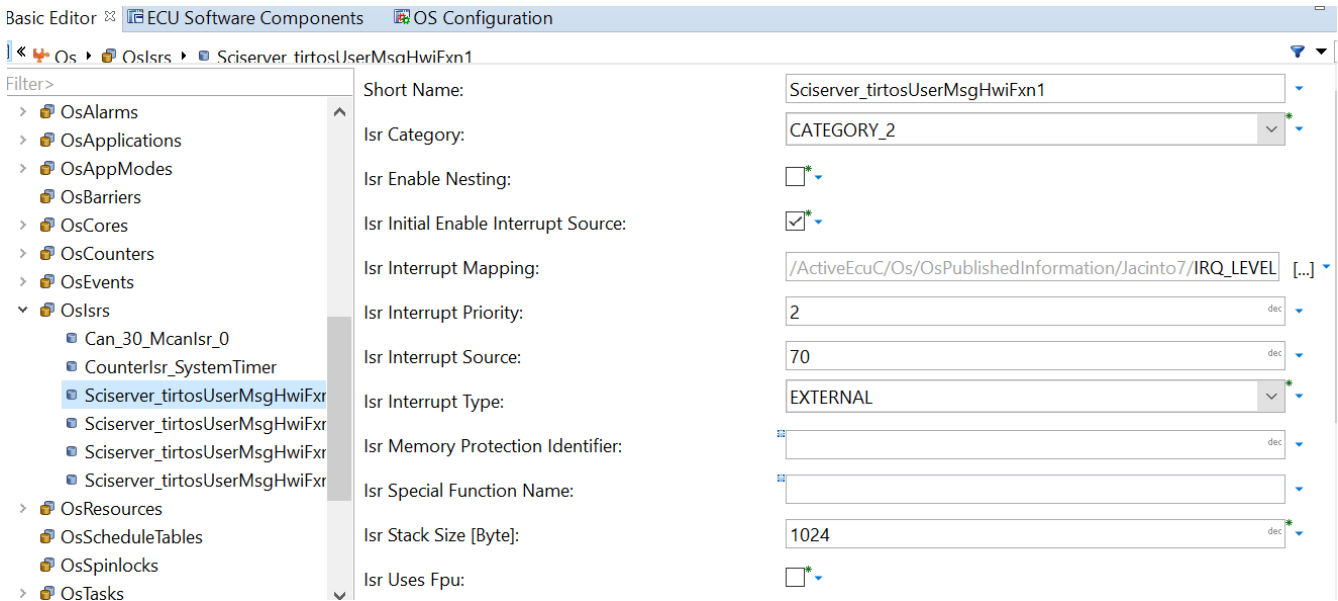 Basic Editor ECU Software Components OS Configuration
Os OsIsrs Sciserver_tirtosUserMsgHwiFxn1
Filter>
OsAlarms
OsApplications
OsAppModes
OsBarriers
OsCores
OsCounters
OsEvents
OsIsrs
Can_30_McanIsr_0
CounterIsr_SystemTimer
Sciserver_tirtosUserMsgHwiFxr
Sciserver_tirtosUserMsgHwiFxr
Sciserver_tirtosUserMsgHwiFxr
Sciserver_tirtosUserMsgHwiFxr
OsResources
OsScheduleTables
OsSpinlocks
OsTasks
Short Name: Sciserver_tirtosUserMsgHwiFxn1
Isr Category: CATEGORY_2
Isr Enable Nesting:
Isr Initial Enable Interrupt Source:
Isr Interrupt Mapping: /ActiveEcuC/Os/OsPublishedInformation/Jacinto7/IRQ_LEVEL [...]
Isr Interrupt Priority: 2 dec
Isr Interrupt Source: 70 dec
Isr Interrupt Type: EXTERNAL
Isr Memory Protection Identifier: dec
Isr Special Function Name:
Isr Stack Size [Byte]: 1024 dec
Isr Uses Fpu: